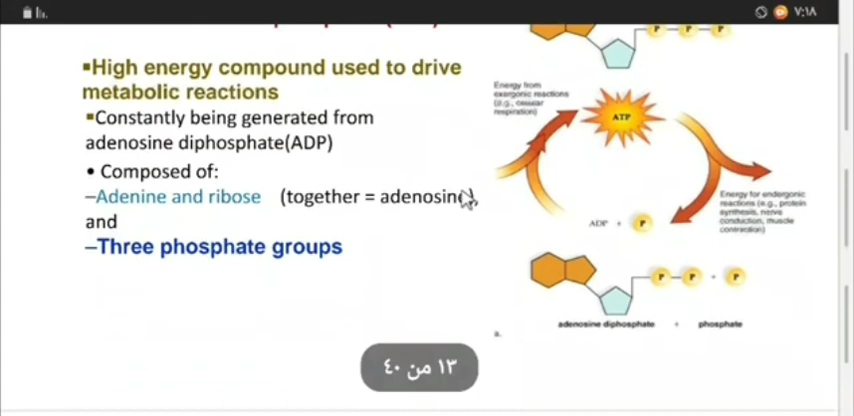 ٧:١٨
▪High energy compound used to drive
metabolic reactions
▪Constantly being generated from
adenosine diphosphate(ADP)
• Composed of:
–Adenine and ribose (together = adenosine)
and
–Three phosphate groups
P P P
Energy from
exergonic reactions
(e.g., cellular
respiration)
ATP
Energy for endergonic
reactions (e.g., protein
synthesis, nerve
conduction, muscle
contraction)
ADP + P
P P + P
adenosine diphosphate + phosphate
a.
١٣ من ٤٠